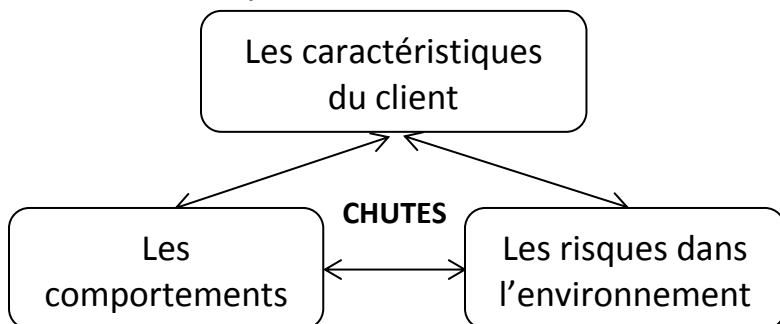 Les caractéristiques
du client
CHUTES
Les
comportements
Les risques dans
l’environnement